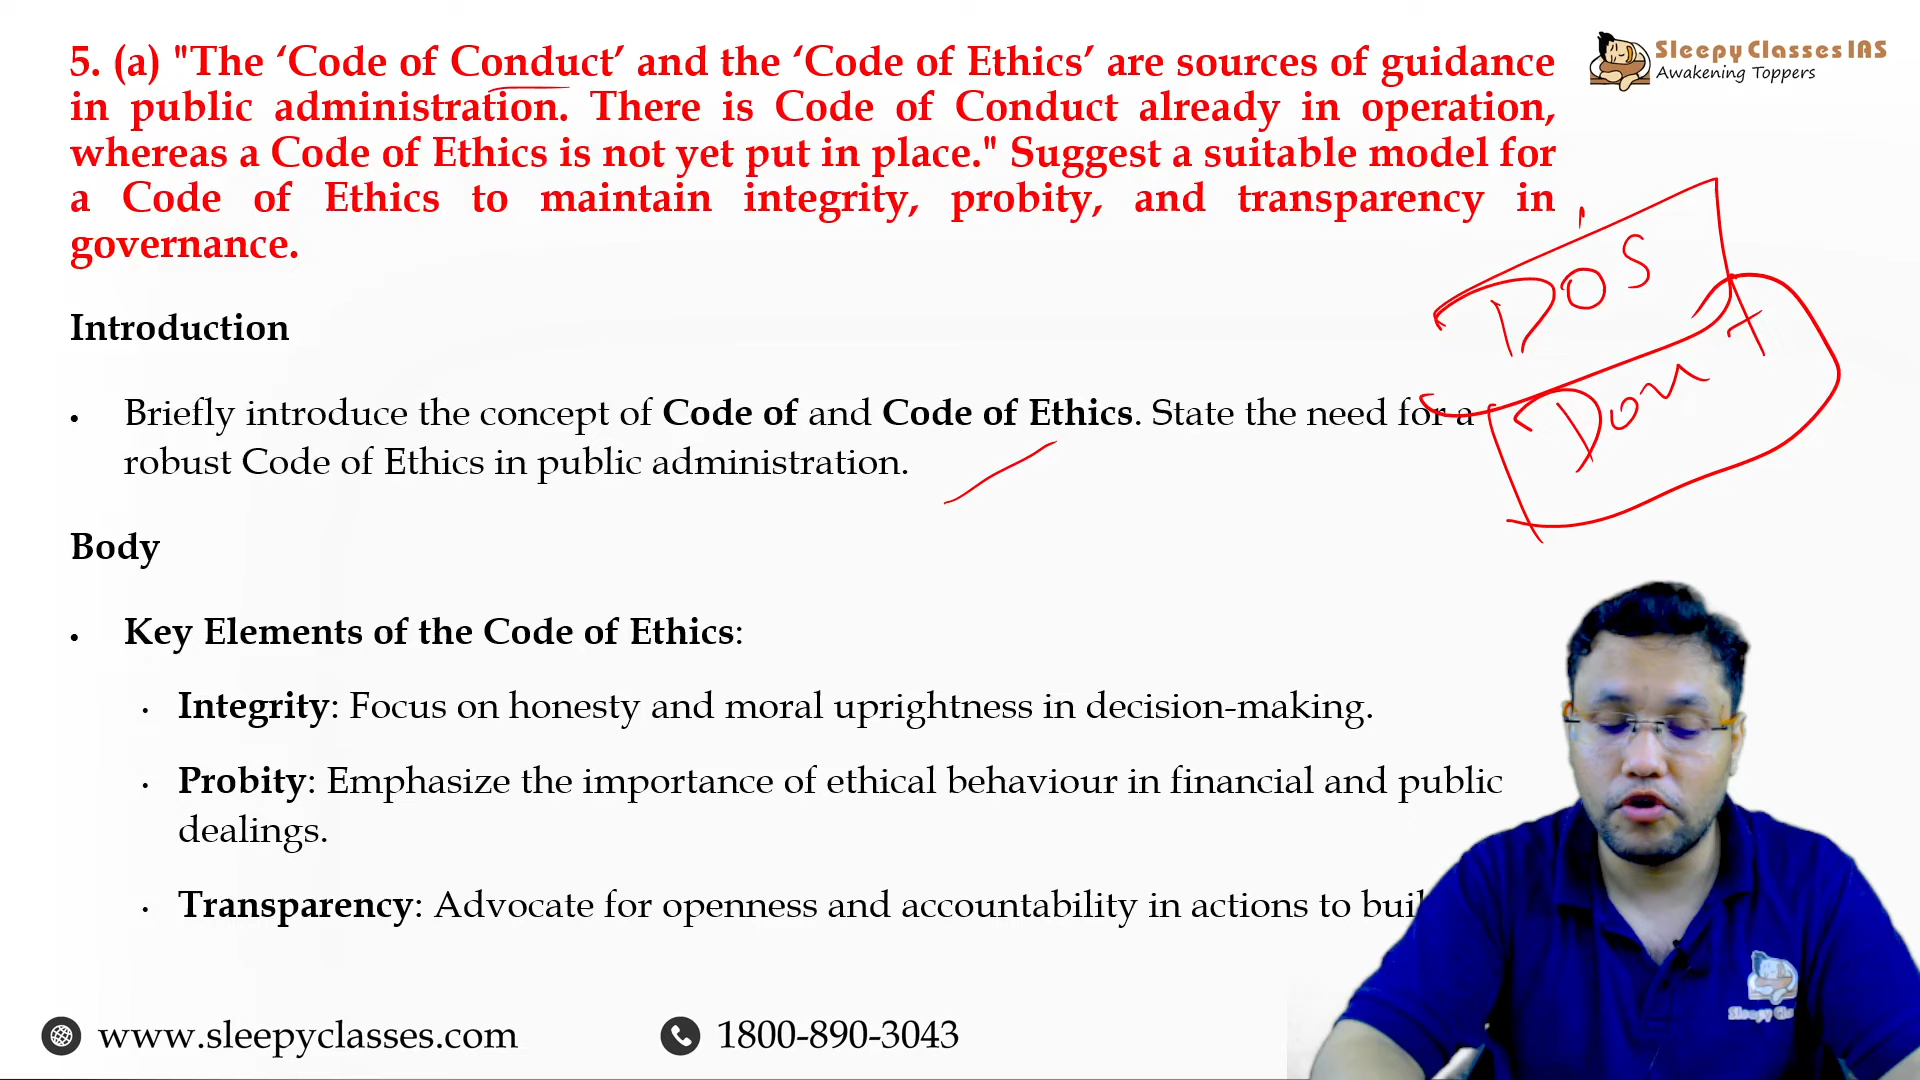 5. (a) "The ‘Code of Conduct’ and the ‘Code of Ethics’ are sources of guidance
in public administration. There is Code of Conduct already in operation,
whereas a Code of Ethics is not yet put in place." Suggest a suitable model for
a Code of Ethics to maintain integrity, probity, and transparency in
governance.
Sleepy Classes IAS
Awakening Toppers
DOS
Don't
Introduction
• Briefly introduce the concept of Code of and Code of Ethics. State the need for a
robust Code of Ethics in public administration.
Body
• Key Elements of the Code of Ethics:
• Integrity: Focus on honesty and moral uprightness in decision-making.
• Probity: Emphasize the importance of ethical behaviour in financial and public
dealings.
• Transparency: Advocate for openness and accountability in actions to
www.sleepyclasses.com
1800-890-3043